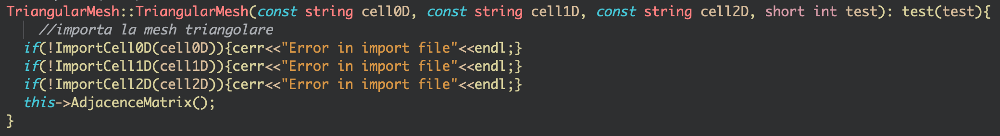 TriangularMesh::TriangularMesh(const string cell0D, const string cell1D, const string cell2D, short int test): test(test){
//importa la mesh triangolare
if(!ImportCell0D(cell0D)){cerr<<"Error in import file"<<endl;}
if(!ImportCell1D(cell1D)){cerr<<"Error in import file"<<endl;}
if(!ImportCell2D(cell2D)){cerr<<"Error in import file"<<endl;}
this->AdjacenceMatrix();
}